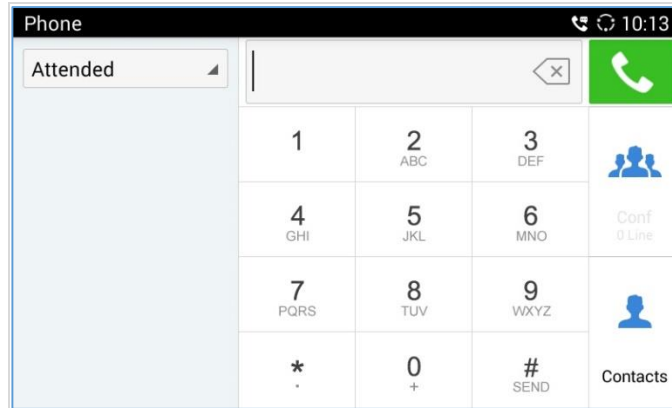 Phone 10:13
Attended
1 2 3
ABC DEF
4 5 6
GHI JKL MNO
Conf
0 Line
7 8 9
PQRS TUV WXYZ
* 0 #
. + SEND
Contacts